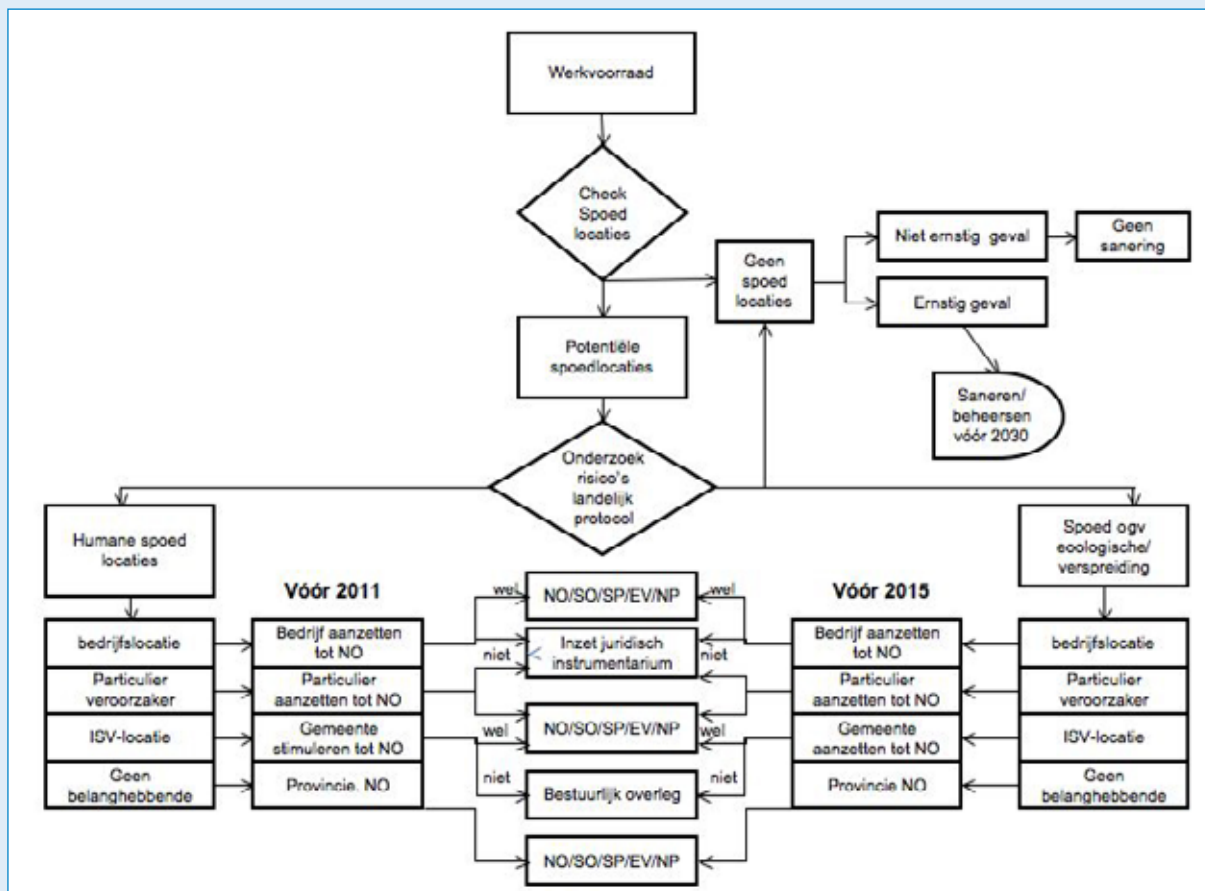 Werkvoorraad
Check
Spoed
locaties
Geen
spoed
locaties
Niet ernstig geval
Geen
sanering
Ernstig geval
Saneren/
beheersen
vóór 2030
Potentiële
spoedlocaties
Onderzoek
risico's
landelijk
protocol
Humane spoed
locaties
Spoed ogv
ecologische/
verspreiding
Vóór 2011
Vóór 2015
bedrijfslocatie
Particulier
veroorzaker
ISV-locatie
Geen
belanghebbende
Bedrijf aanzetten
tot NO
Particulier
aanzetten tot NO
Gemeente
stimuleren tot NO
Provincie. NO
wel
niet
wel
niet
NO/SO/SP/EV/NP
Inzet juridisch
instrumentarium
NO/SO/SP/EV/NP
Bestuurlijk overleg
NO/SO/SP/EV/NP
wel
niet
wel
niet
Bedrijf aanzetten
tot NO
Particulier
aanzetten tot NO
Gemeente
aanzetten tot NO
Provincie NO
bedrijfslocatie
Particulier
veroorzaker
ISV-locatie
Geen
belanghebbende